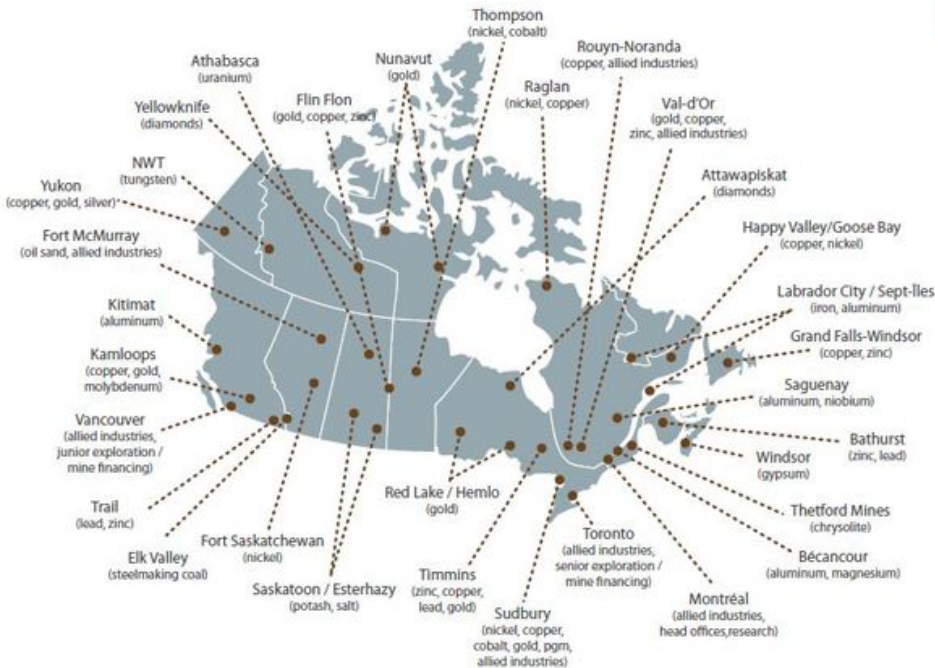 Thompson
(nickel, cobalt)
Rouyn-Noranda
(copper, allied industries)
Athabasca
(uranium)
Nunavut
(gold)
Raglan
(nickel, copper)
Val-d'Or
(gold, copper,
zinc, allied industries)
Flin Flon
(gold, copper, zinc)
Yellowknife
(diamonds)
NWT
(tungsten)
Attawapiskat
(diamonds)
Yukon
(copper, gold, silver)
Happy Valley/Goose Bay
(copper, nickel)
Fort McMurray
(oil sand, allied industries)
Labrador City / Sept-Îles
(iron, aluminum)
Kitimat
(aluminum)
Grand Falls-Windsor
(copper, zinc)
Kamloops
(copper, gold,
molybdenum)
Saguenay
(aluminum, niobium)
Vancouver
(allied industries,
junior exploration /
mine financing)
Bathurst
(zinc, lead)
Windsor
(gypsum)
Trail
(lead, zinc)
Red Lake / Hemlo
(gold)
Thetford Mines
(chrysolite)
Elk Valley
(steelmaking coal)
Fort Saskatchewan
(nickel)
Toronto
(allied industries,
senior exploration /
mine financing)
Bécancour
(aluminum, magnesium)
Saskatoon / Esterhazy
(potash, salt)
Timmins
(zinc, copper,
lead, gold)
Montréal
(allied industries,
head offices,research)
Sudbury
(nickel, copper,
cobalt, gold, pgm,
allied industries)